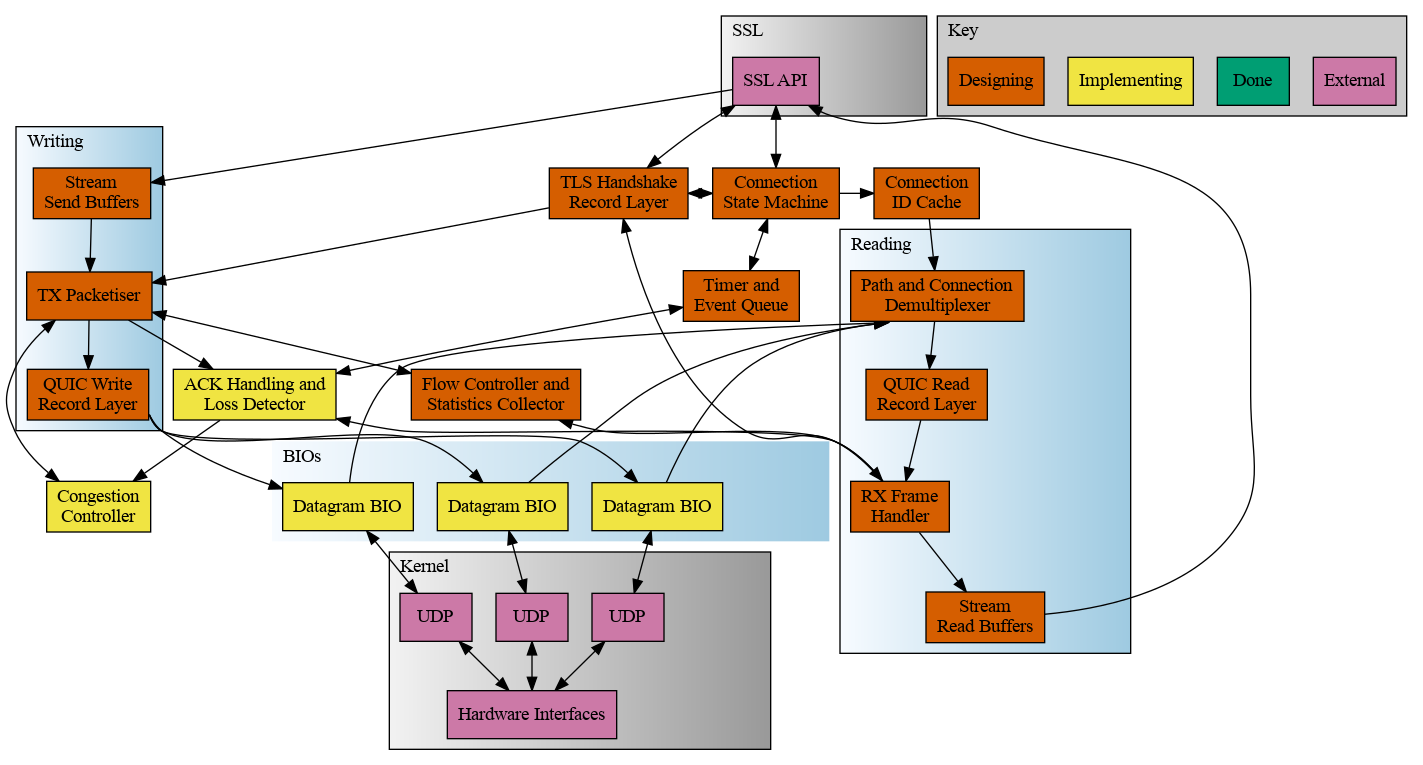 SSL
Key
SSL API
Designing
Implementing
Done
External
Writing
Stream
Send Buffers
TLS Handshake
Record Layer
Connection
State Machine
Connection
ID Cache
Reading
TX Packetiser
Timer and
Event Queue
Path and Connection
Demultiplexer
QUIC Write
Record Layer
ACK Handling and
Loss Detector
Flow Controller and
Statistics Collector
QUIC Read
Record Layer
BIOs
Congestion
Controller
Datagram BIO
Datagram BIO
Datagram BIO
RX Frame
Handler
Kernel
UDP
UDP
UDP
Stream
Read Buffers
Hardware Interfaces